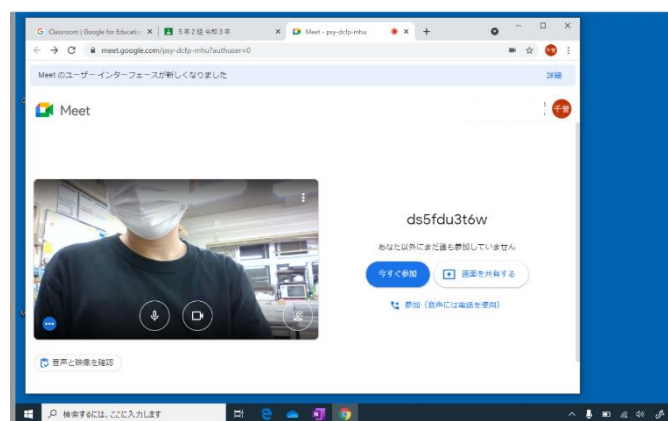 Classroom | Google for Educatio
5年2組 令和3年
Meet - psy-dcfp-mhu
meet.google.com/psy-dcfp-mhu?authuser=0
Meet のユーザー インターフェースが新しくなりました
詳細
Meet
ds5fdu3t6w
あなた以外にまだ誰も参加していません
今すぐ参加
画面を共有する
参加（音声には電話を使用）
音声と映像を確認
検索するには、ここに入力します